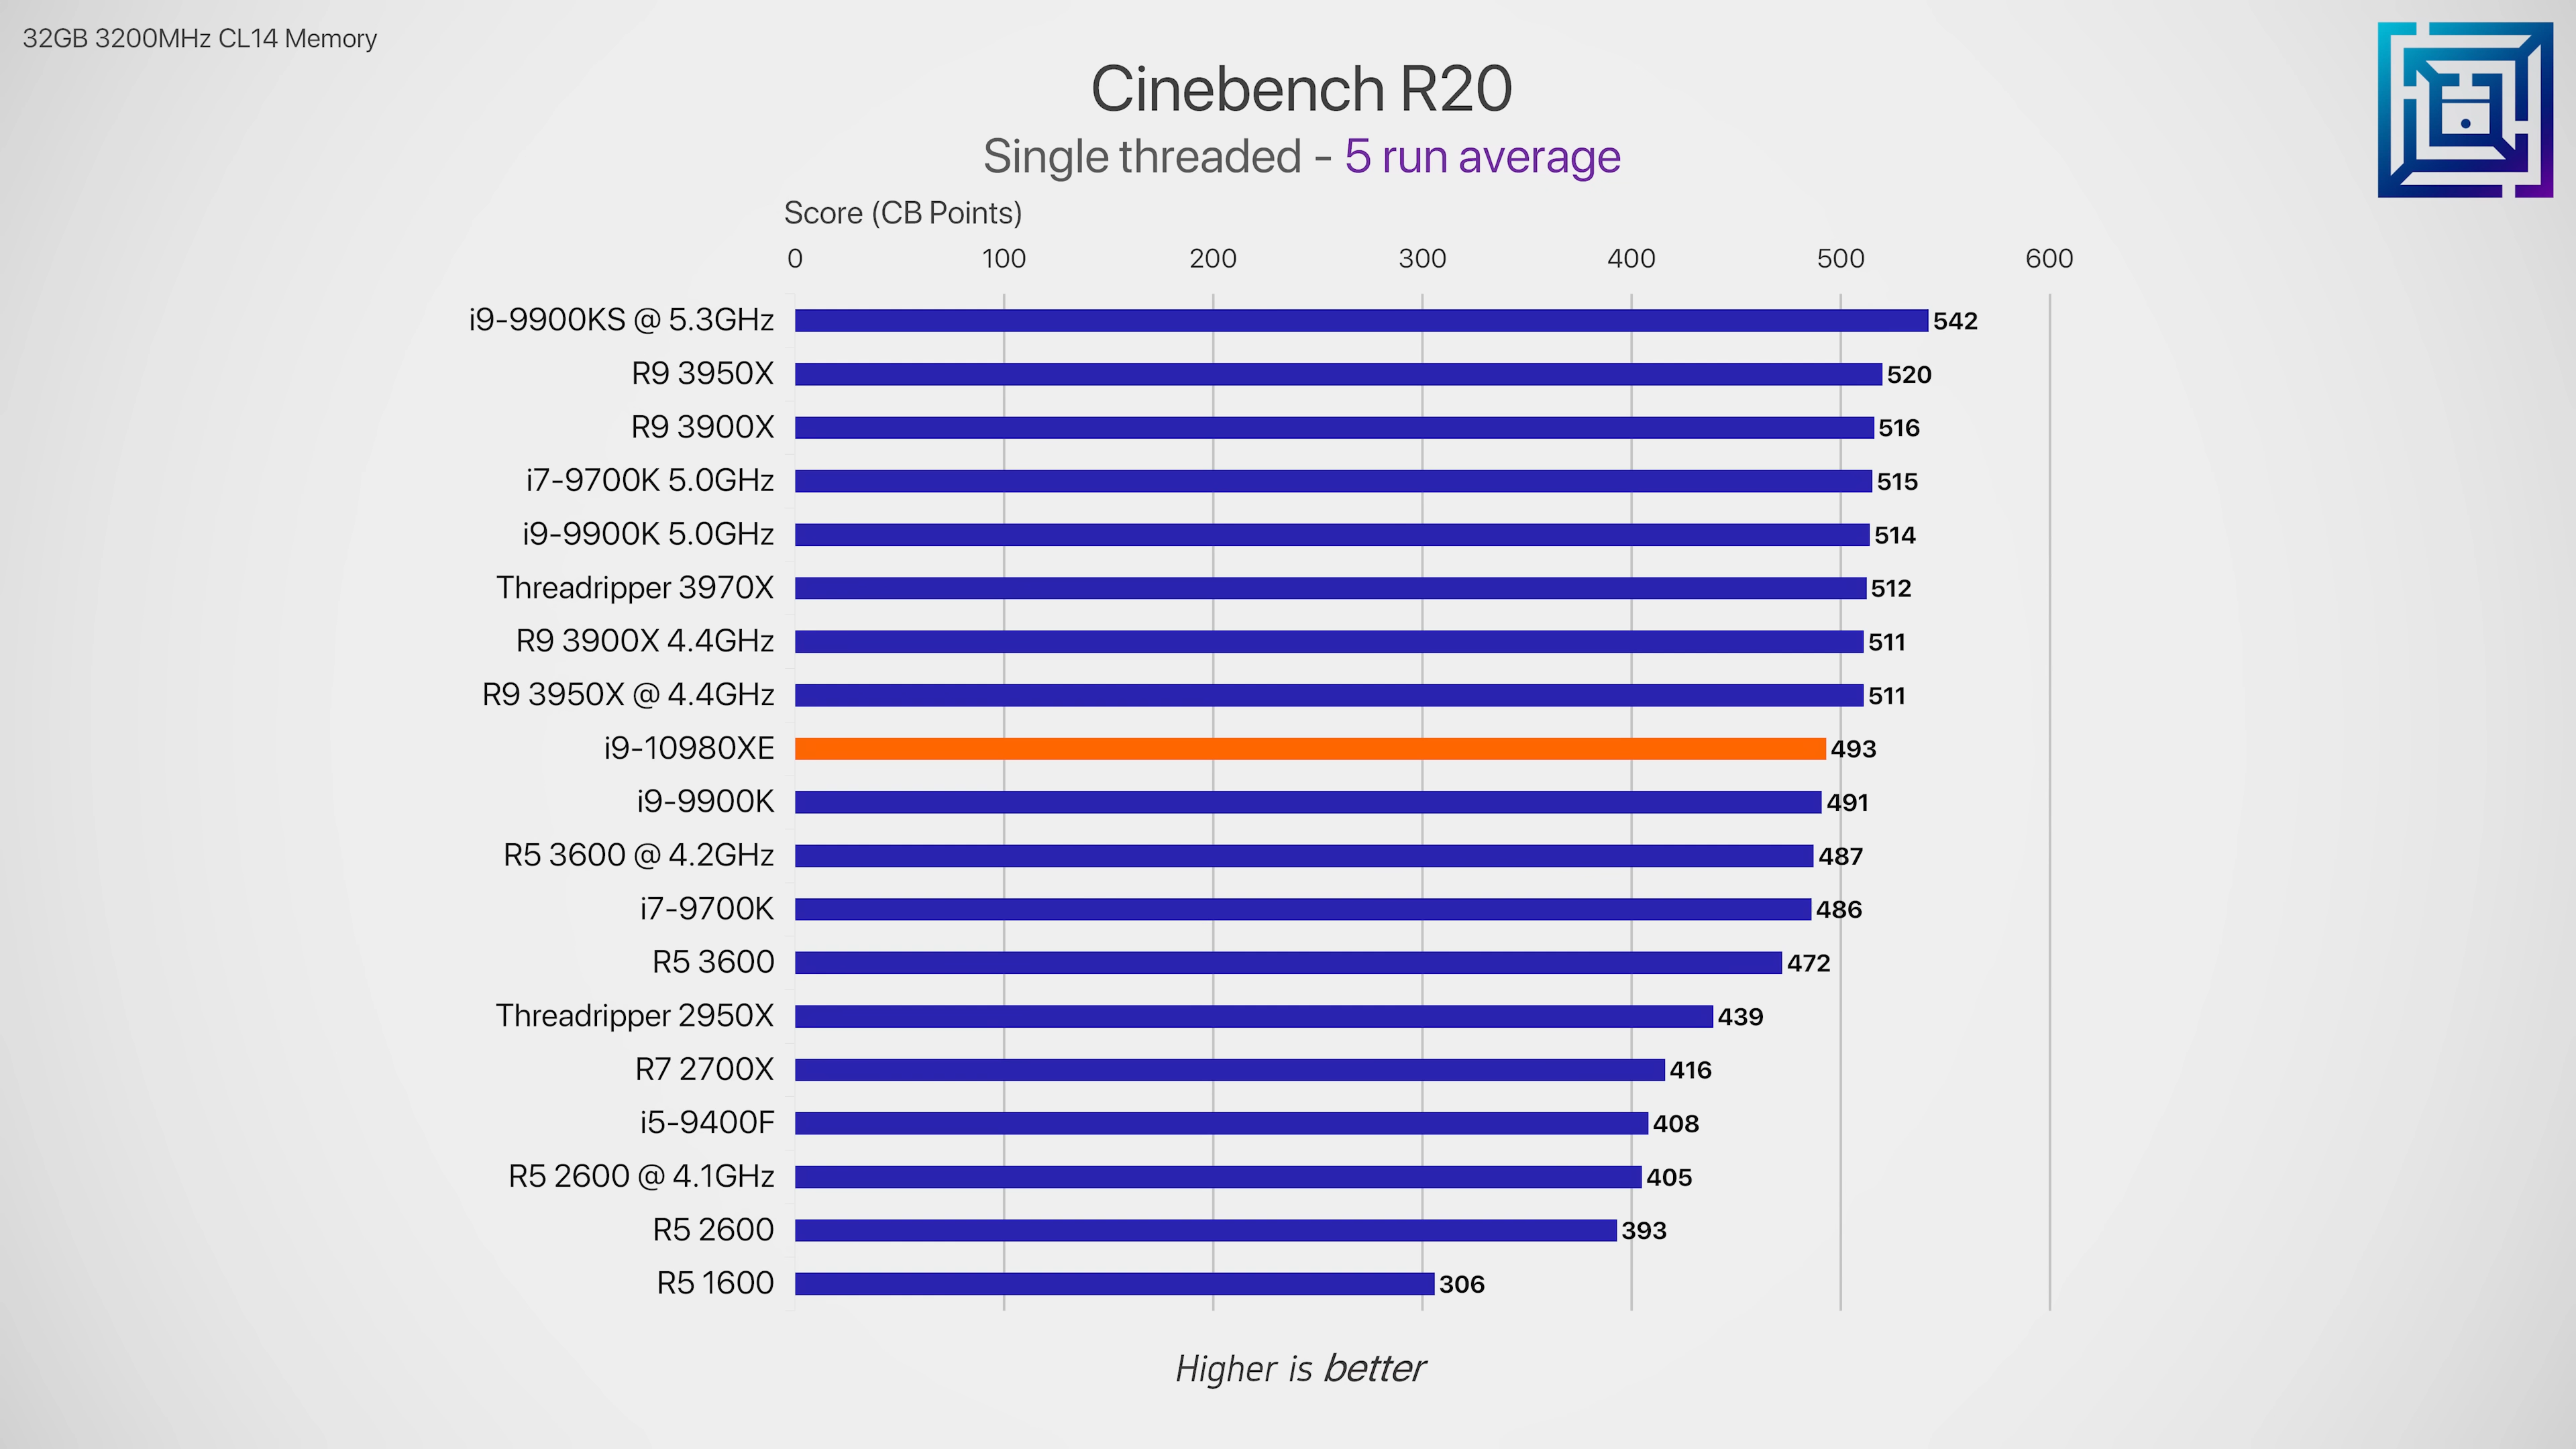 32GB 3200MHz CL14 Memory
Cinebench R20
Single threaded - 5 run average
Score (CB Points)
0 100 200 300 400 500 600
i9-9900KS @ 5.3GHz 542
R9 3950X 520
R9 3900X 516
i7-9700K 5.0GHz 515
i9-9900K 5.0GHz 514
Threadripper 3970X 512
R9 3900X 4.4GHz 511
R9 3950X @ 4.4GHz 511
i9-10980XE 493
i9-9900K 491
R5 3600 @ 4.2GHz 487
i7-9700K 486
R5 3600 472
Threadripper 2950X 439
R7 2700X 416
i5-9400F 408
R5 2600 @ 4.1GHz 405
R5 2600 393
R5 1600 306
Higher is better